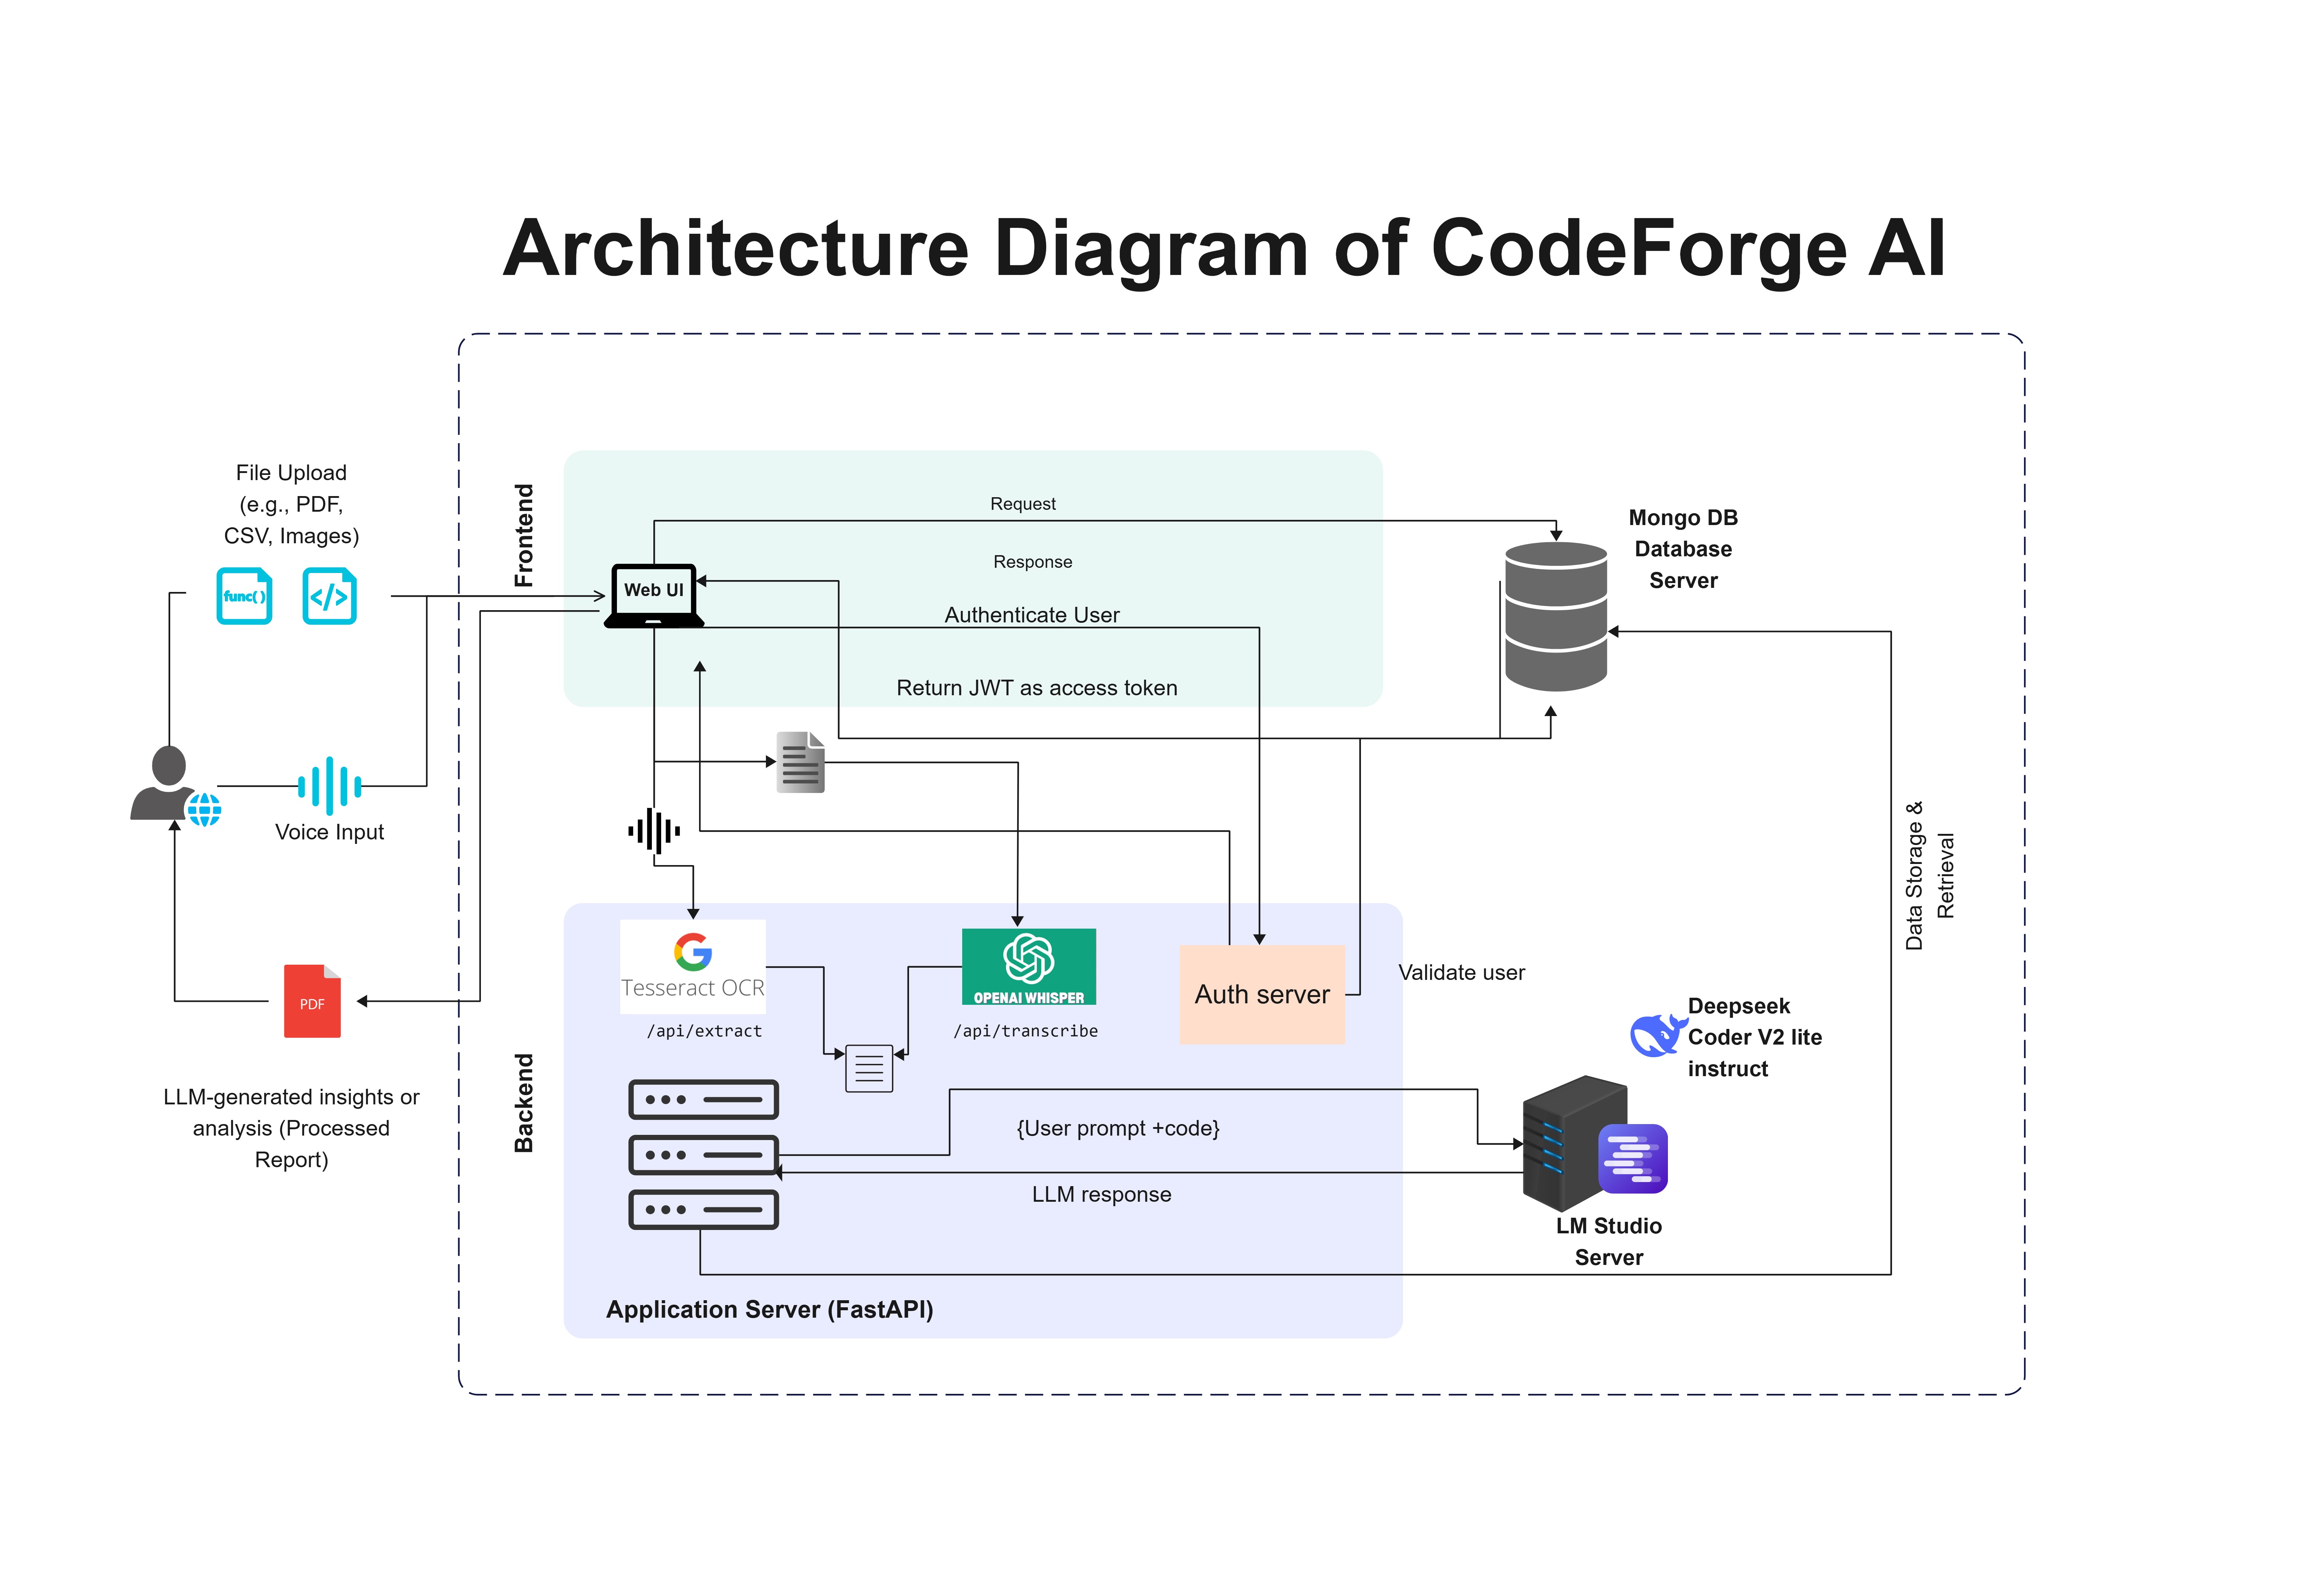 Architecture Diagram of CodeForge AI
File Upload
(e.g., PDF,
CSV, Images)
func()
</>
Voice Input
PDF
LLM-generated insights or
analysis (Processed
Report)
Frontend
Request
Response
Web UI
Authenticate User
Return JWT as access token
Mongo DB
Database
Server
Data Storage &
Retrieval
Backend
G
Tesseract OCR
/api/extract
OPENAI WHISPER
/api/transcribe
Auth server
Validate user
Deepseek
Coder V2 lite
instruct
{User prompt +code}
LLM response
LM Studio
Server
Application Server (FastAPI)